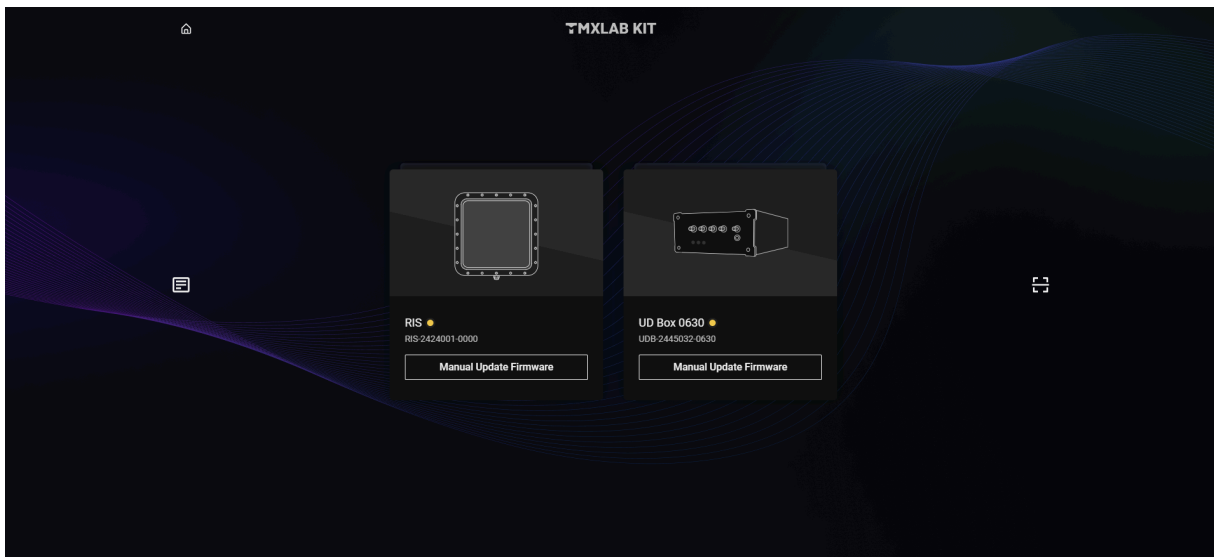 TMXLAB KIT
RIS
RIS-2424001-0000
Manual Update Firmware
UD Box 0630
UDB-2445032-0630
Manual Update Firmware